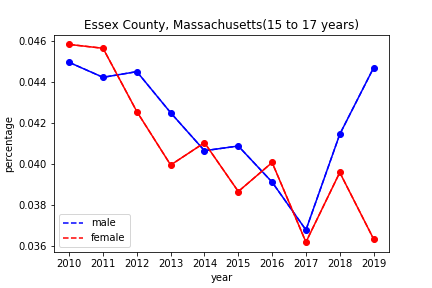 Essex County, Massachusetts(15 to 17 years)
0.046
0.044
0.042
0.040
0.038
0.036
percentage
male
female
2010 2011 2012 2013 2014 2015 2016 2017 2018 2019
year